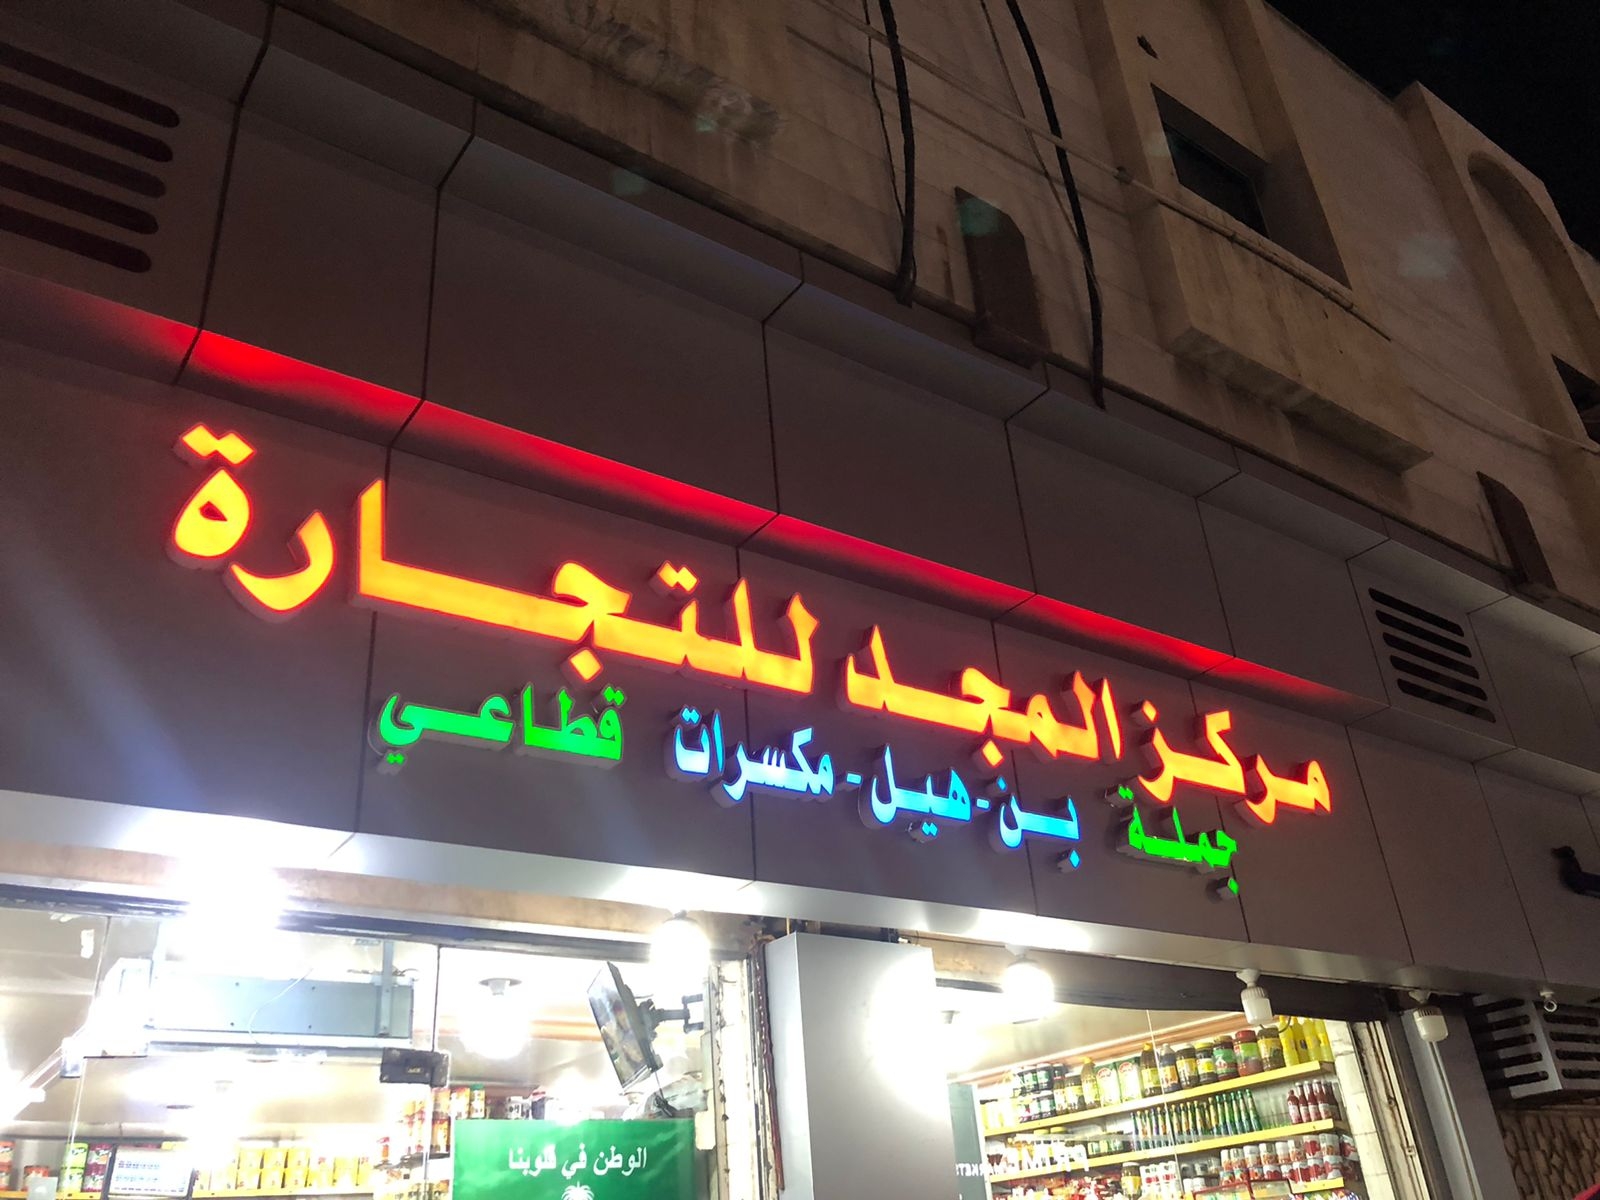 مركز المجد للتجارة
جملة بن - هيل - مكسرات قطاعي
الوطن في قلوبنا